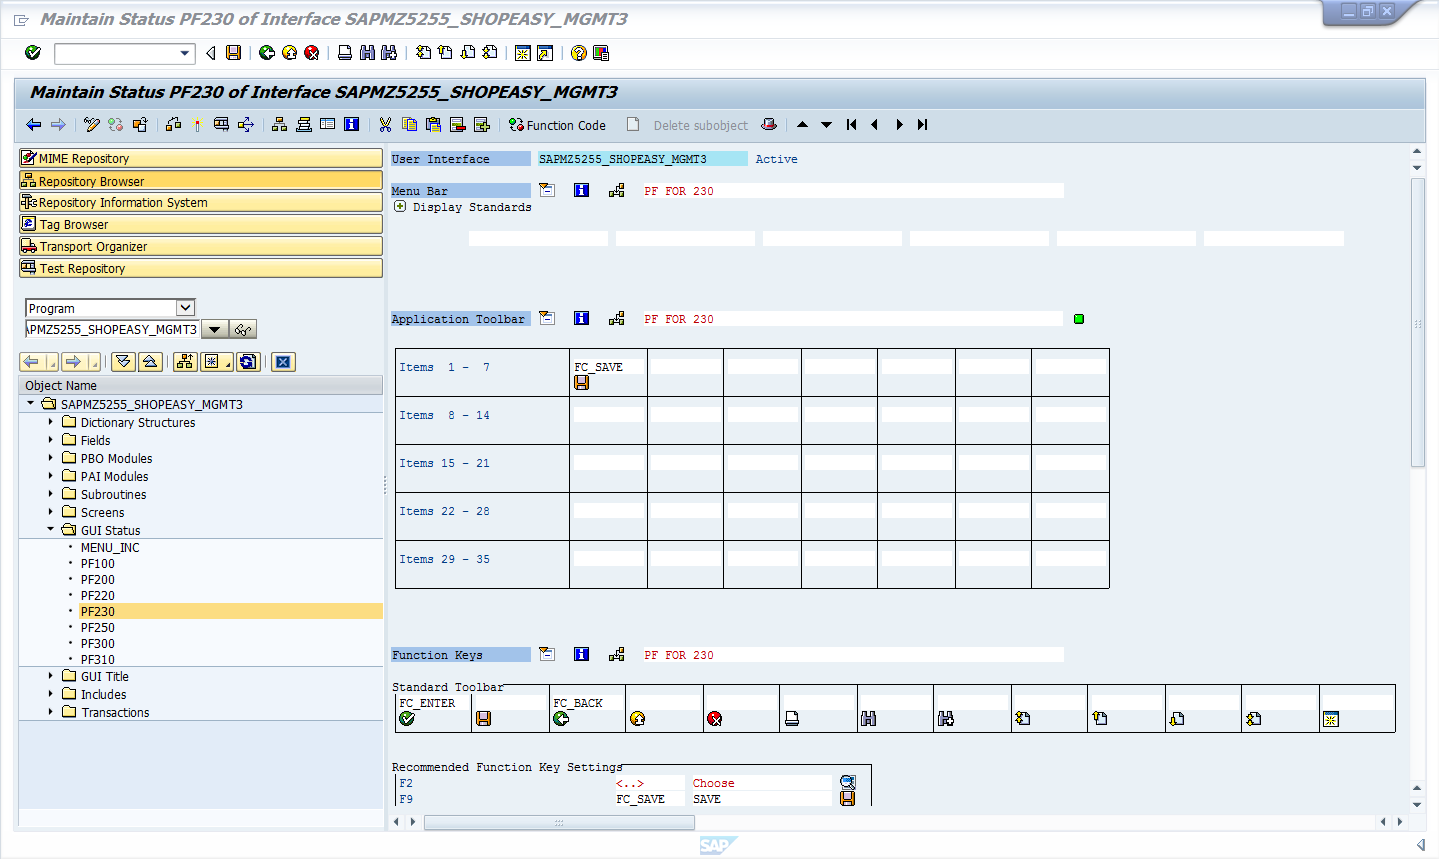 Maintain Status PF230 of Interface SAPMZ5255_SHOPEASY_MGMT3
Maintain Status PF230 of Interface SAPMZ5255_SHOPEASY_MGMT3
Function Code Delete subobject
MIME Repository
Repository Browser
Repository Information System
Tag Browser
Transport Organizer
Test Repository
Program
APMZ5255_SHOPEASY_MGMT3
Object Name
SAPMZ5255_SHOPEASY_MGMT3
Dictionary Structures
Fields
PBO Modules
PAI Modules
Subroutines
Screens
GUI Status
MENU_INC
PF100
PF200
PF220
PF230
PF250
PF300
PF310
GUI Title
Includes
Transactions
User Interface SAPMZ5255_SHOPEASY_MGMT3 Active
Menu Bar PF FOR 230
Display Standards
Application Toolbar PF FOR 230
Items 1 - 7 FC_SAVE
Items 8 - 14
Items 15 - 21
Items 22 - 28
Items 29 - 35
Function Keys PF FOR 230
Standard Toolbar
FC_ENTER FC_BACK
Recommended Function Key Settings
F2 <..> Choose
F9 FC_SAVE SAVE
SAP